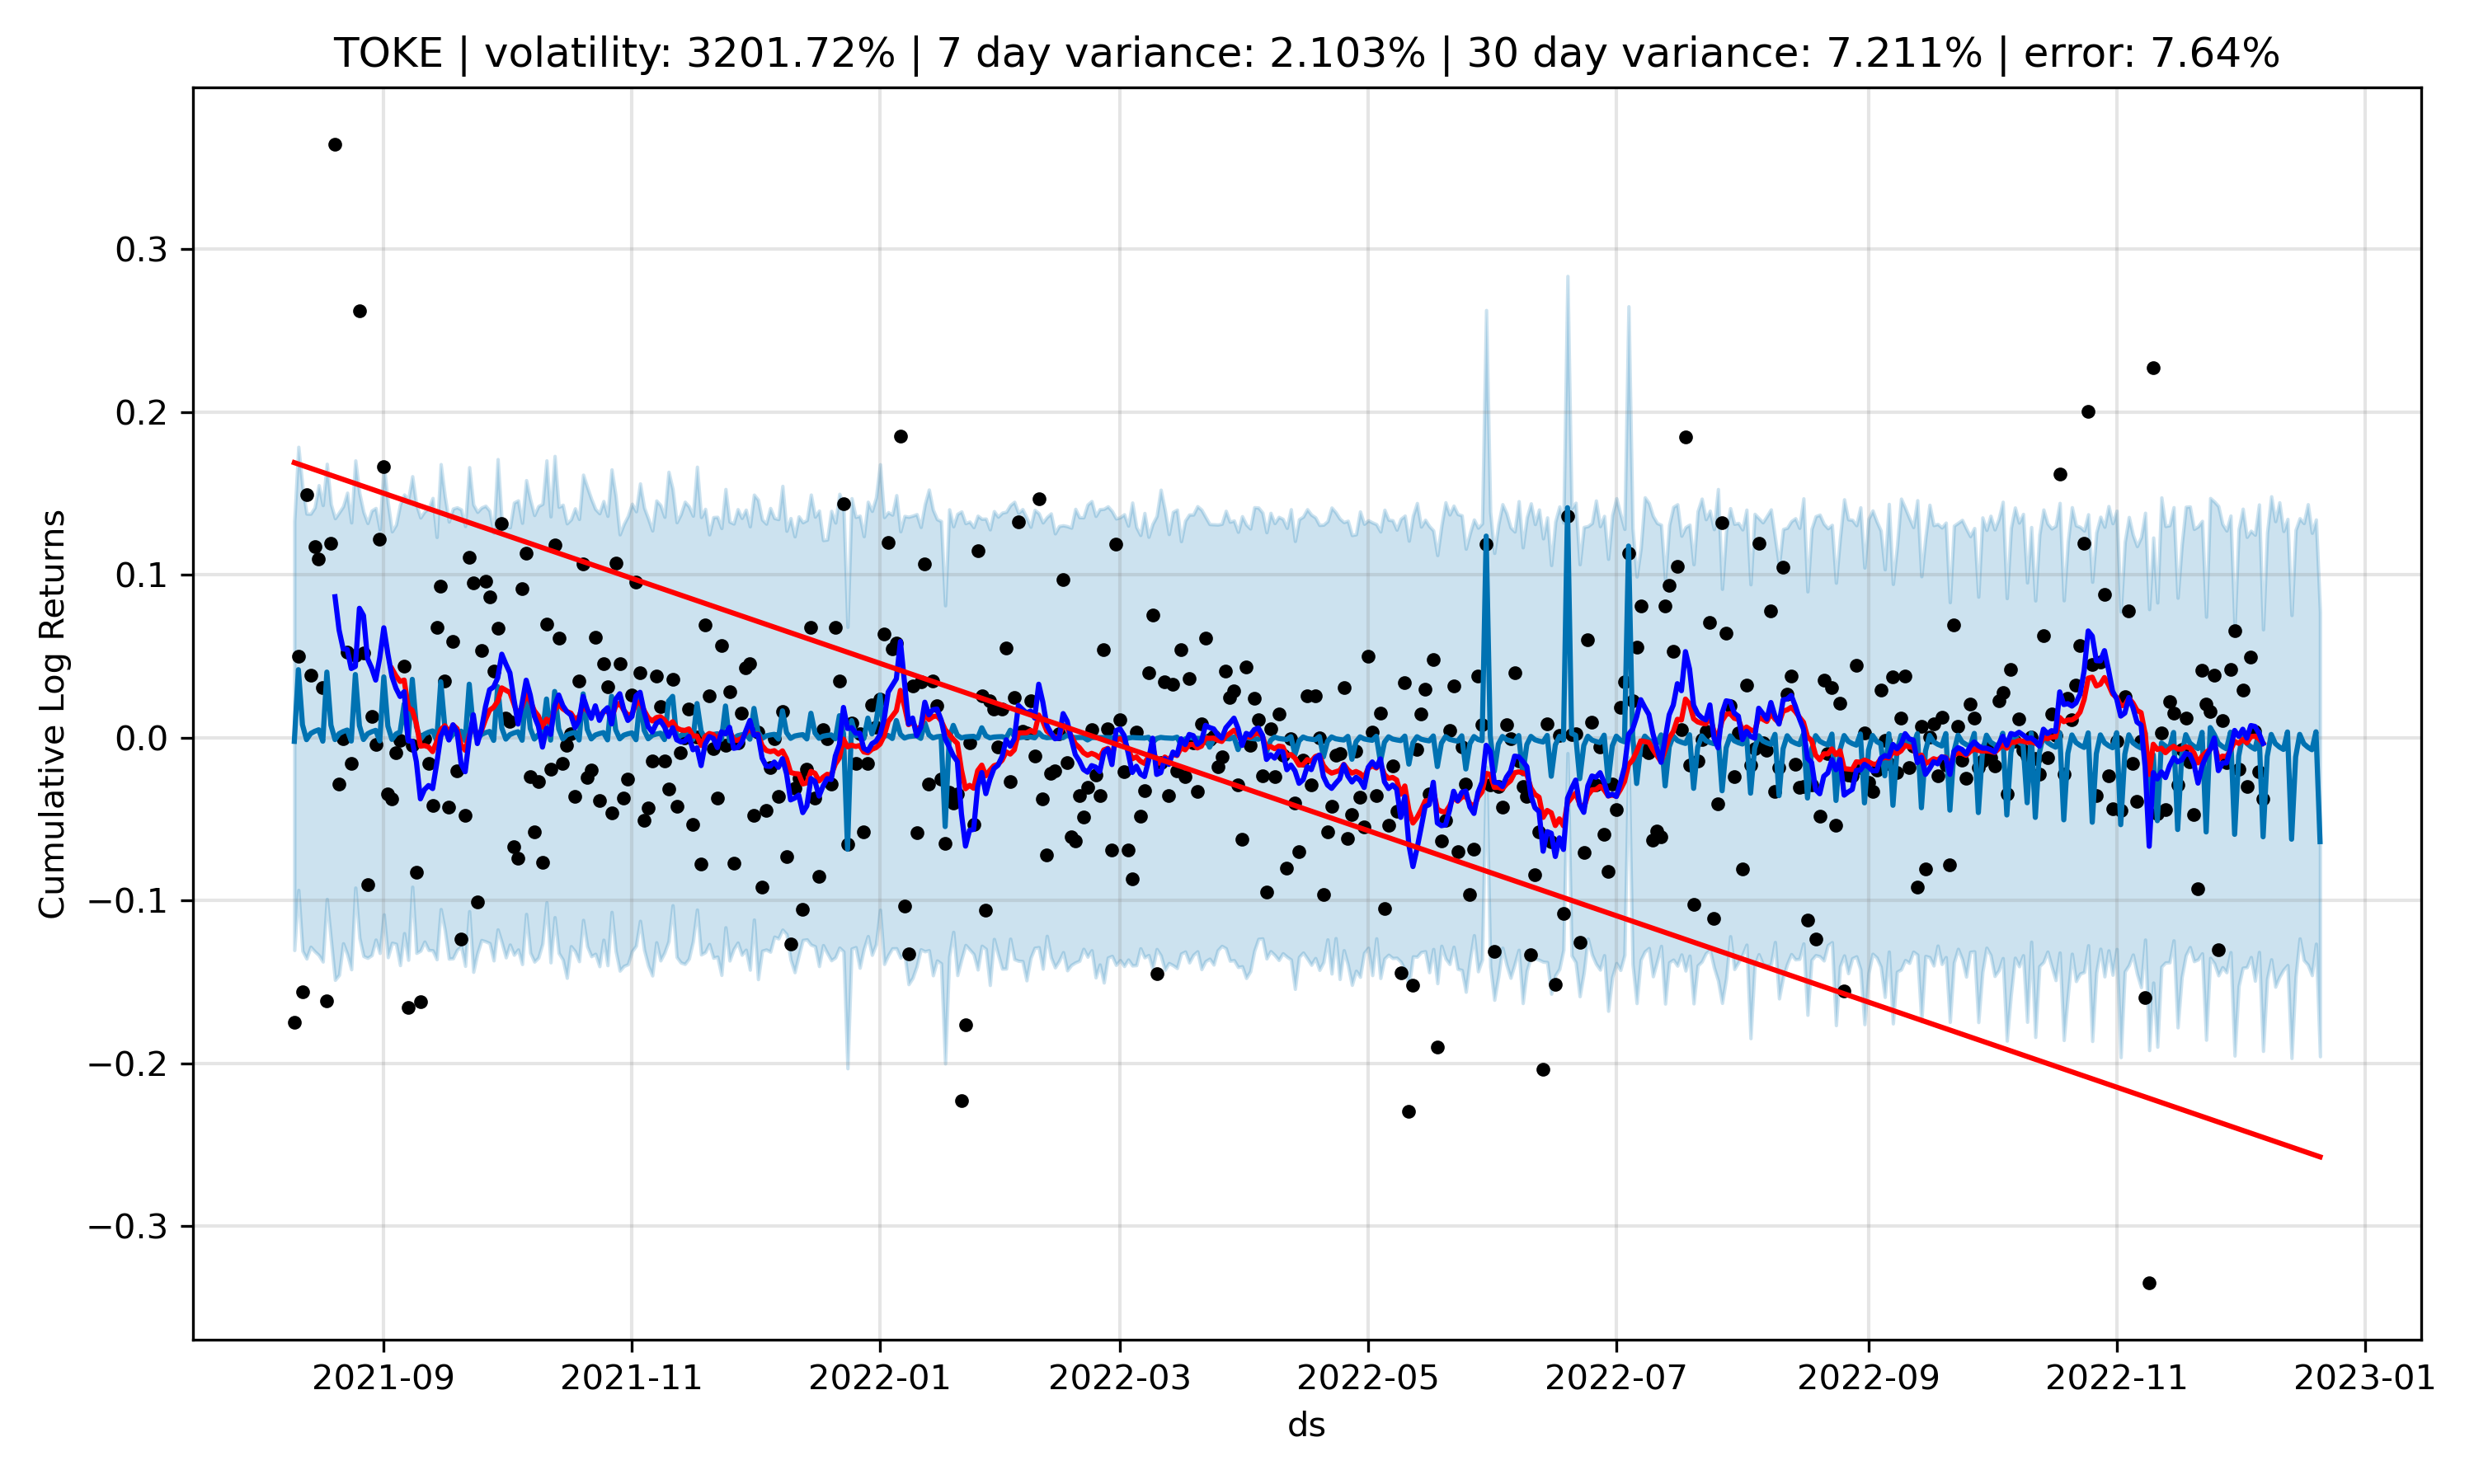 TOKE | volatility: 3201.72% | 7 day variance: 2.103% | 30 day variance: 7.211% | error: 7.64%
Cumulative Log Returns
0.3
0.2
0.1
0.0
−0.1
−0.2
−0.3
2021-09 2021-11 2022-01 2022-03 2022-05 2022-07 2022-09 2022-11 2023-01
ds